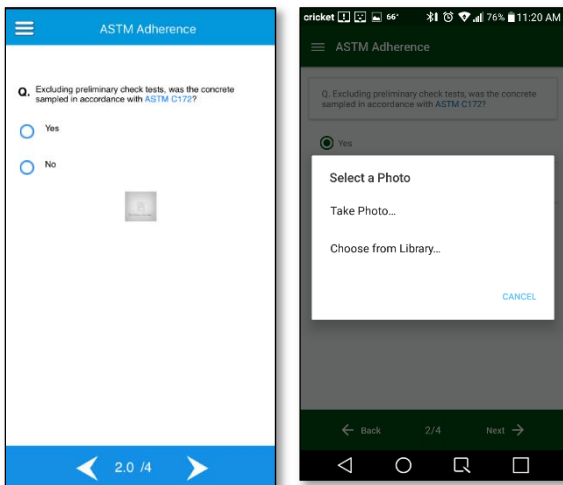 ASTM Adherence
Q. Excluding preliminary check tests, was the concrete
sampled in accordance with ASTM C172?
Yes
No
2.0 /4
cricket 66° 76% 11:20 AM
ASTM Adherence
Q. Excluding preliminary check tests, was the concrete
sampled in accordance with ASTM C172?
Yes
Select a Photo
Take Photo...
Choose from Library...
CANCEL
Back 2/4 Next